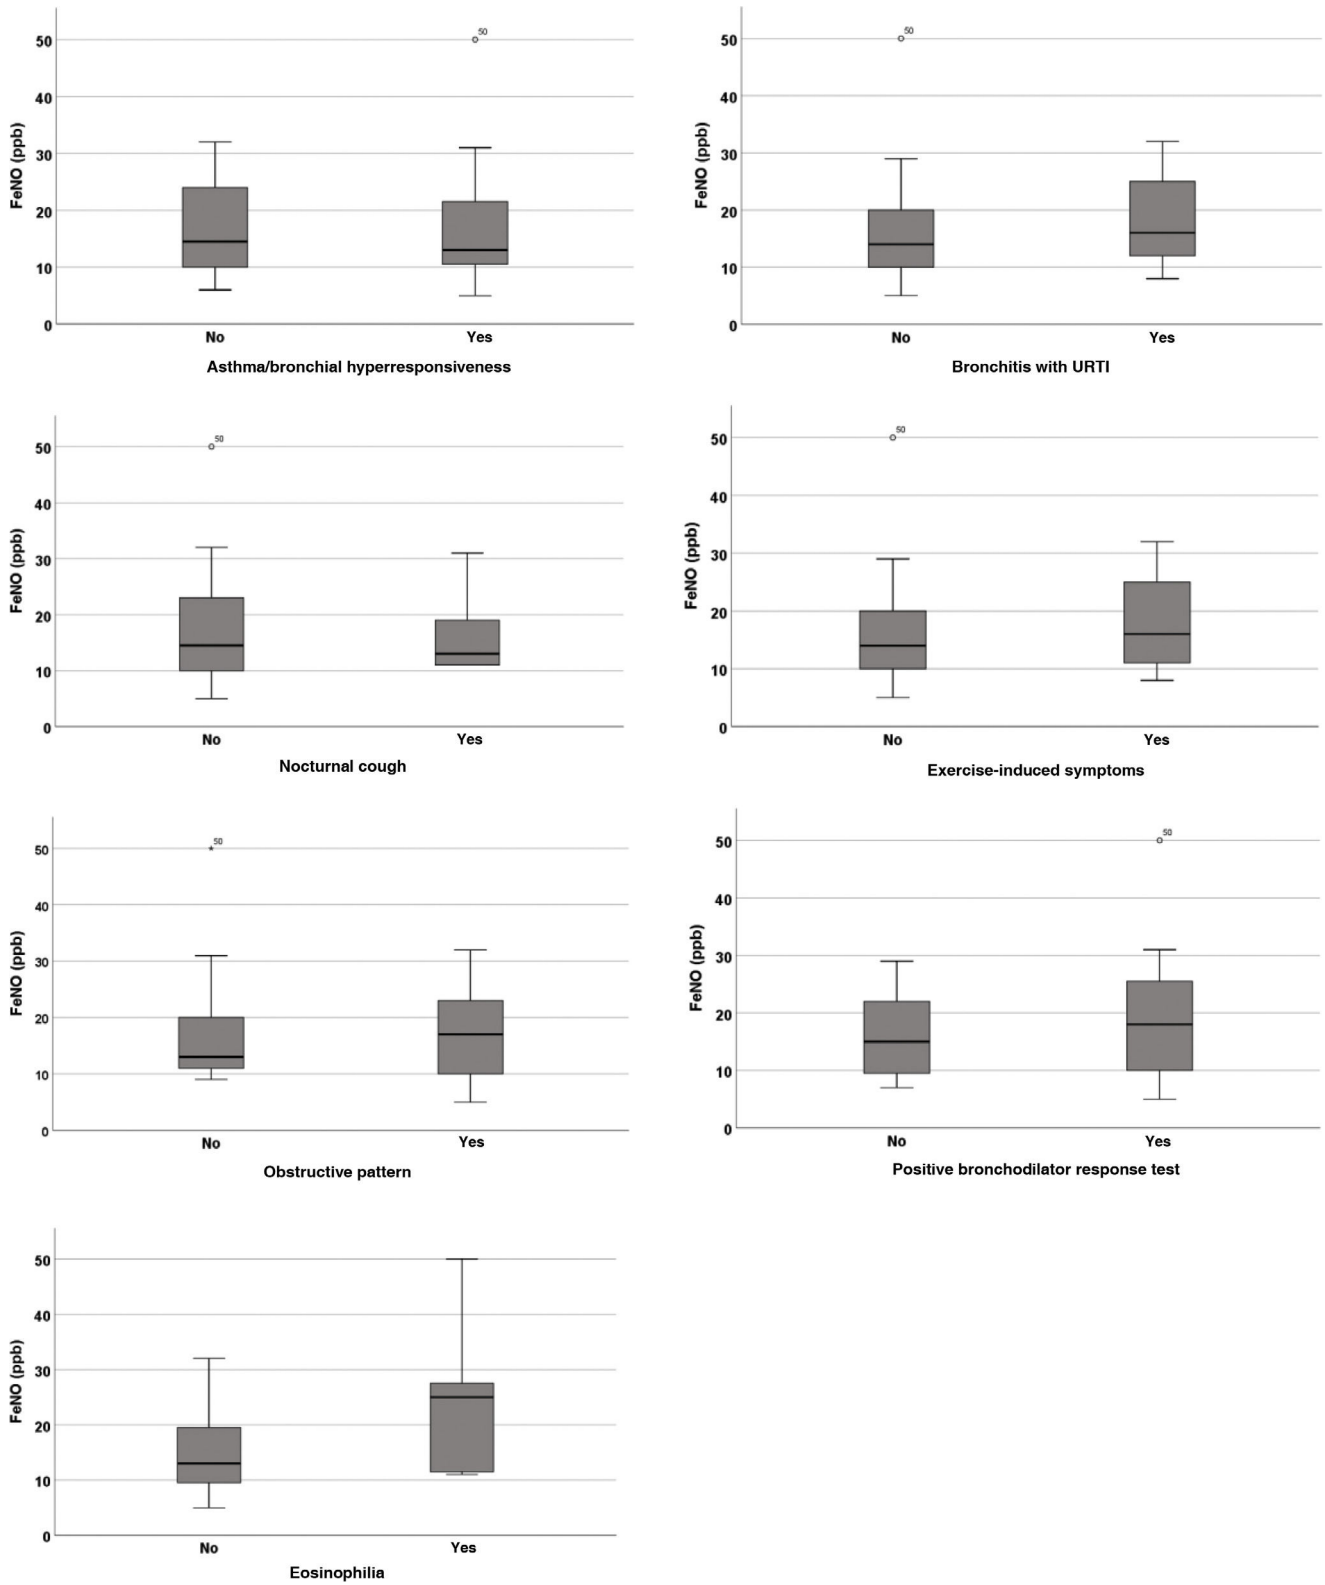 50
50
40
30
20
10
0
FeNO (ppb)
No
Yes
Asthma/bronchial hyperresponsiveness
50
50
40
30
20
10
0
FeNO (ppb)
No
Yes
Bronchitis with URTI
50
50
40
30
20
10
0
FeNO (ppb)
No
Yes
Nocturnal cough
50
50
40
30
20
10
0
FeNO (ppb)
No
Yes
Exercise-induced symptoms
50
50
40
30
20
10
0
FeNO (ppb)
No
Yes
Obstructive pattern
50
50
40
30
20
10
0
FeNO (ppb)
No
Yes
Positive bronchodilator response test
50
40
30
20
10
0
FeNO (ppb)
No
Yes
Eosinophilia